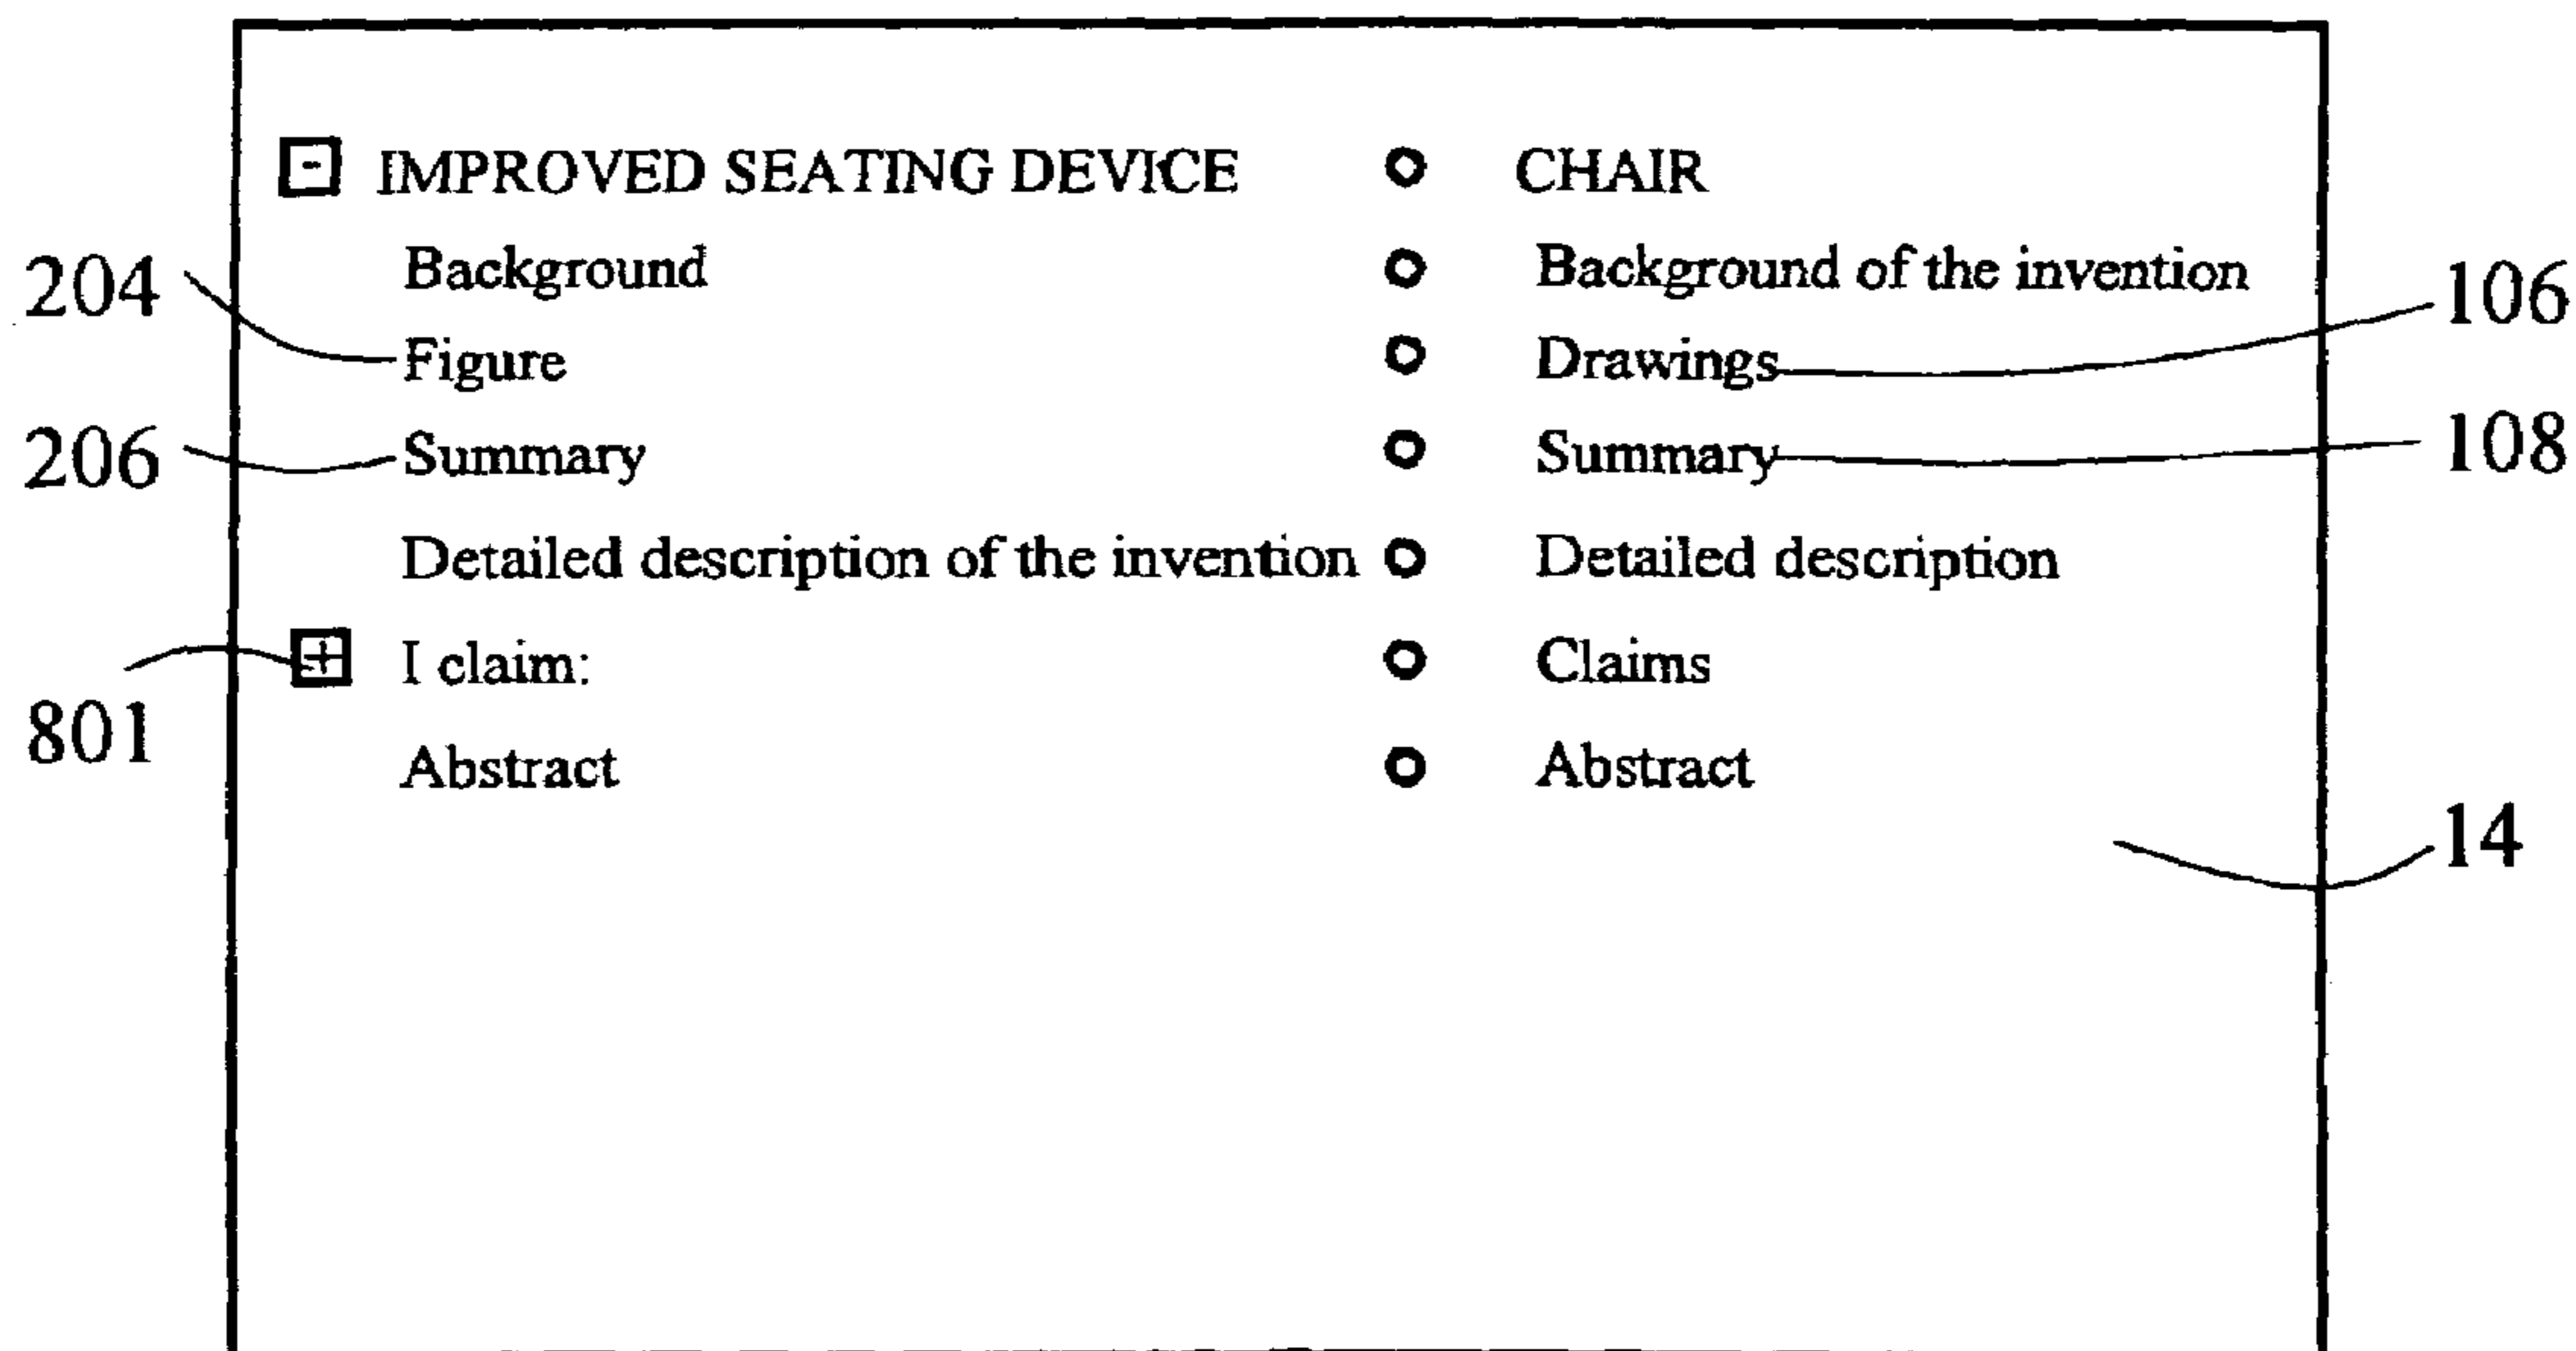 - IMPROVED SEATING DEVICE CHAIR
204 Background Background of the invention 106
Figure Drawings
206 Summary Summary 108
Detailed description of the invention Detailed description
+ I claim: Claims
801 Abstract Abstract
14